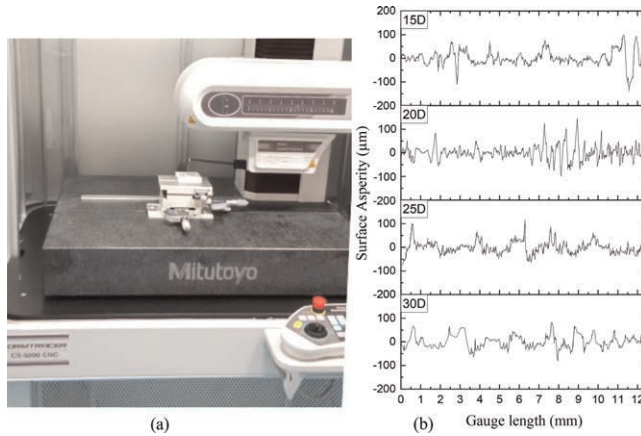 Mitutoyo
CS-5000 CNC
(a)
200
15D
100
0
-100
200
20D
100
0
-100
200
25D
100
0
-100
200
30D
100
0
-100
-200
0 1 2 3 4 5 6 7 8 9 10 11 12
Surface Asperity (μm)
(b) Gauge length (mm)